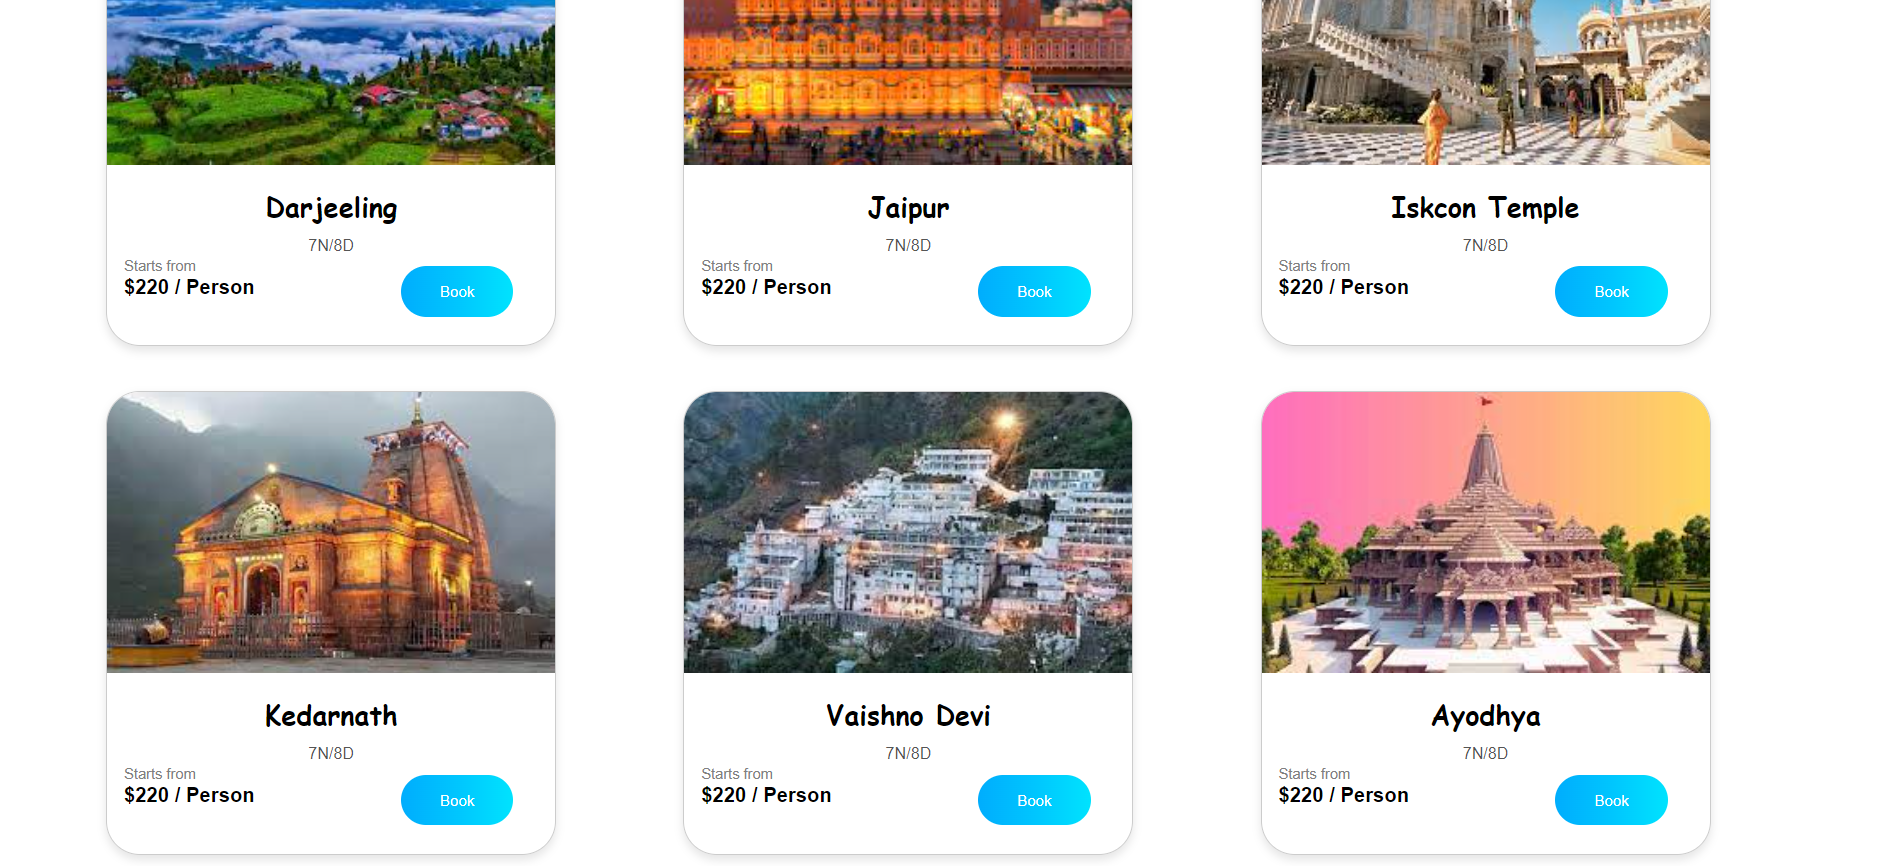 Darjeeling
7N/8D
Starts from
$220 / Person
Book
Jaipur
7N/8D
Starts from
$220 / Person
Book
Iskcon Temple
7N/8D
Starts from
$220 / Person
Book
Kedarnath
7N/8D
Starts from
$220 / Person
Book
Vaishno Devi
7N/8D
Starts from
$220 / Person
Book
Ayodhya
7N/8D
Starts from
$220 / Person
Book